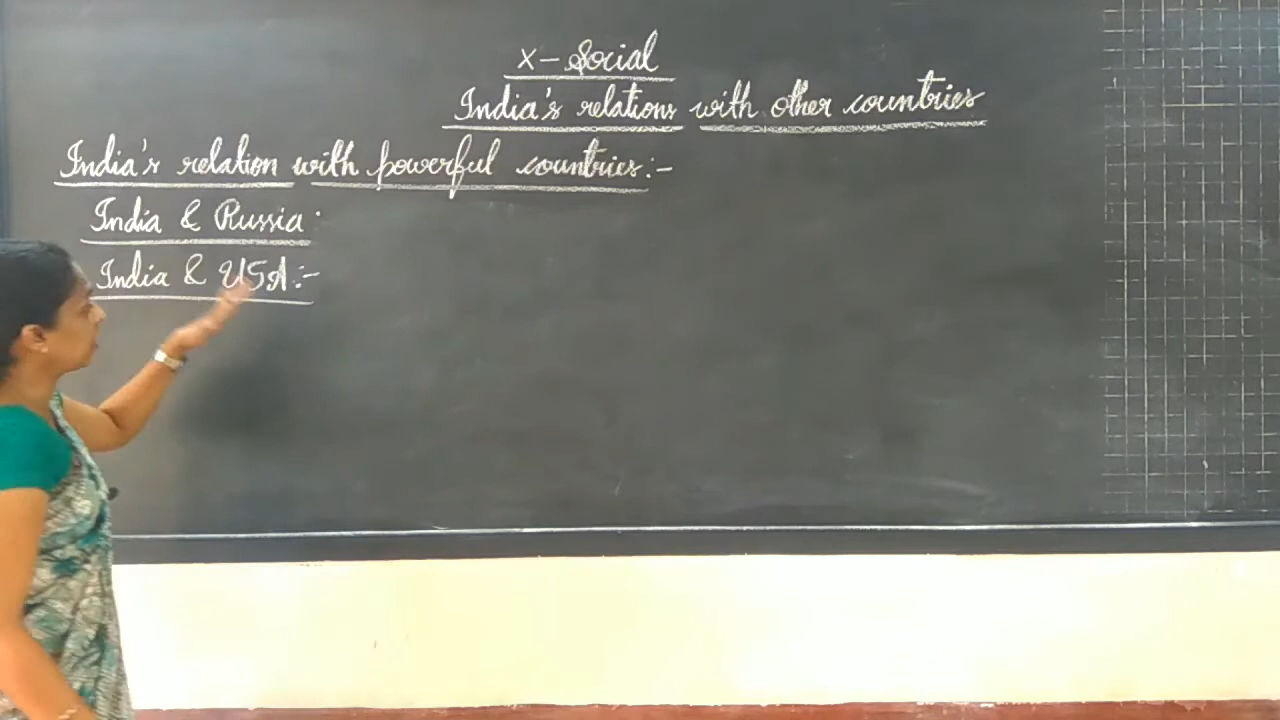 X - Social
India's relations with other countries
India's relation with powerful countries:-
India & Russia.
India & USA:-